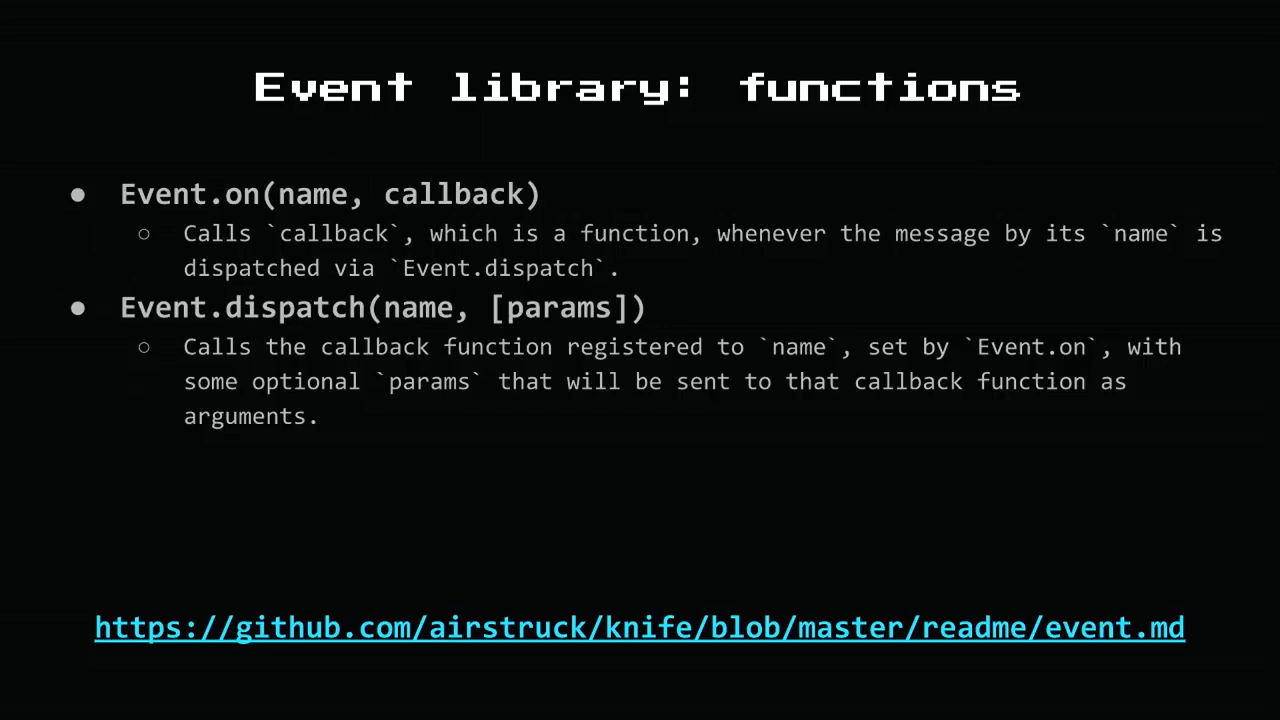 Event library: functions
● Event.on(name, callback)
○ Calls `callback`, which is a function, whenever the message by its `name` is
dispatched via `Event.dispatch`.
● Event.dispatch(name, [params])
○ Calls the callback function registered to `name`, set by `Event.on`, with
some optional `params` that will be sent to that callback function as
arguments.
https://github.com/airstruck/knife/blob/master/readme/event.md